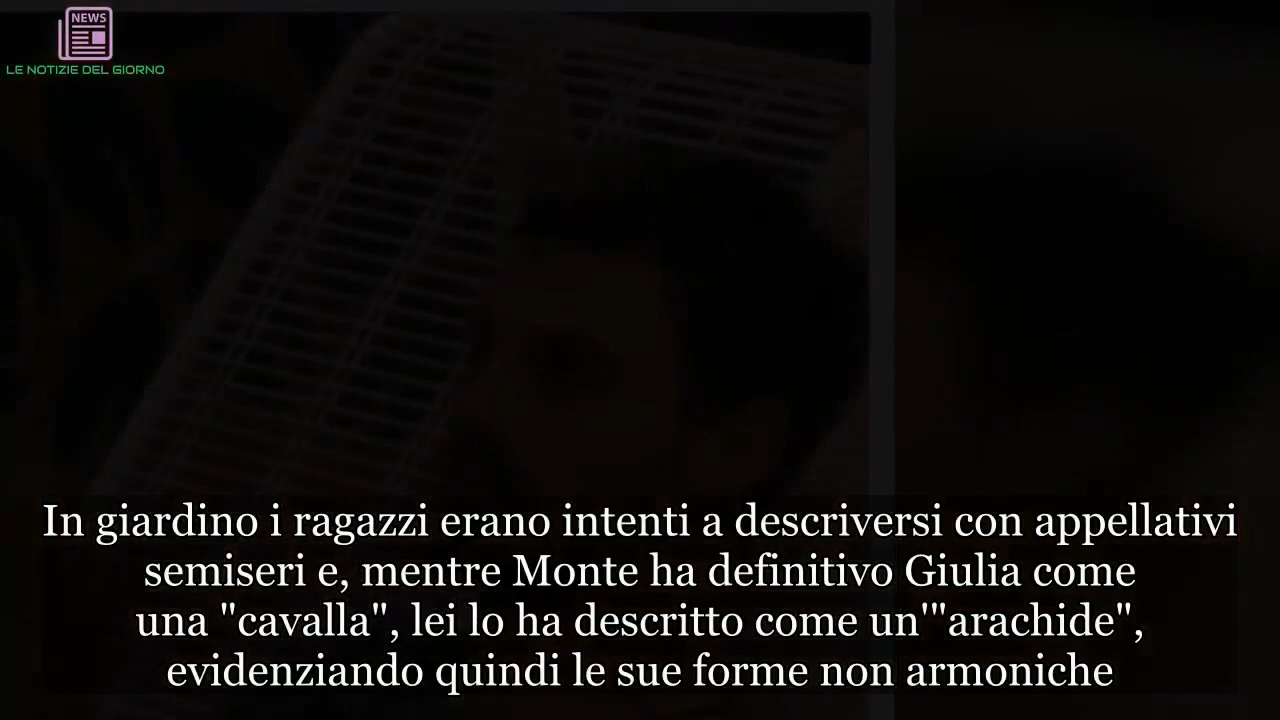 NEWS
LE NOTIZIE DEL GIORNO
In giardino i ragazzi erano intenti a descriversi con appellativi
semiseri e, mentre Monte ha definitivo Giulia come
una "cavalla", lei lo ha descritto come un'"arachide",
evidenziando quindi le sue forme non armoniche